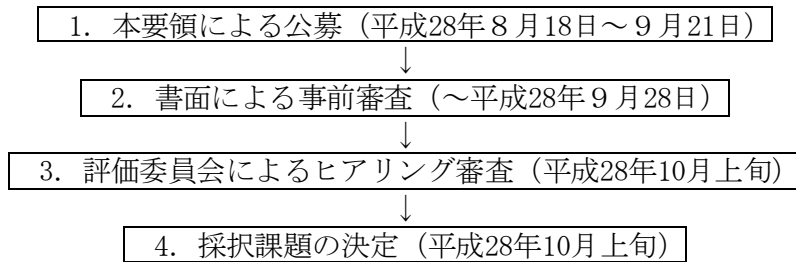 1. 本要領による公募（平成28年８月18日～９月21日）
↓
2. 書面による事前審査（～平成28年９月28日）
↓
3. 評価委員会によるヒアリング審査（平成28年10月上旬）
↓
4. 採択課題の決定（平成28年10月上旬）